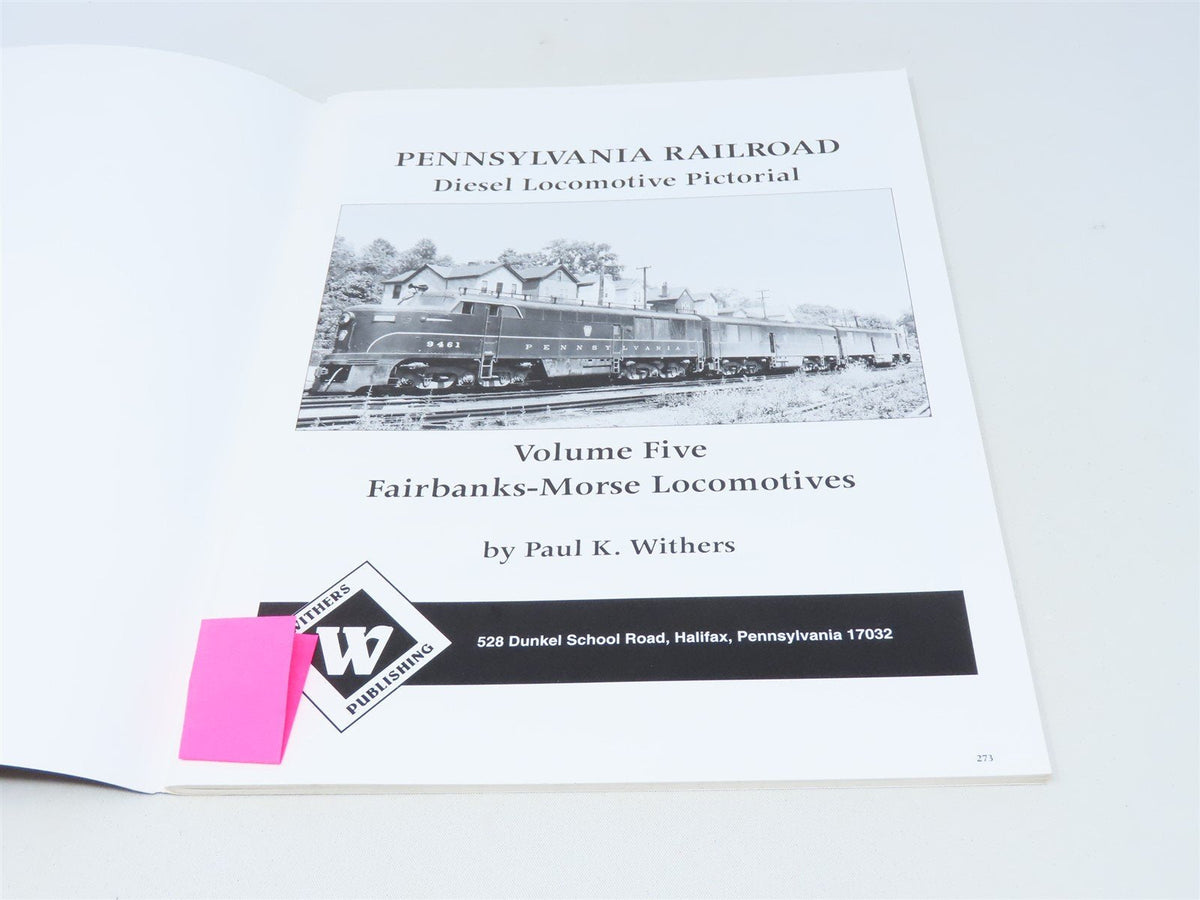 PENNSYLVANIA RAILROAD
Diesel Locomotive Pictorial
9461
PENNSYLVANIA
Volume Five
Fairbanks-Morse Locomotives
by Paul K. Withers
WITHERS
W
PUBLISHING
528 Dunkel School Road, Halifax, Pennsylvania 17032
273